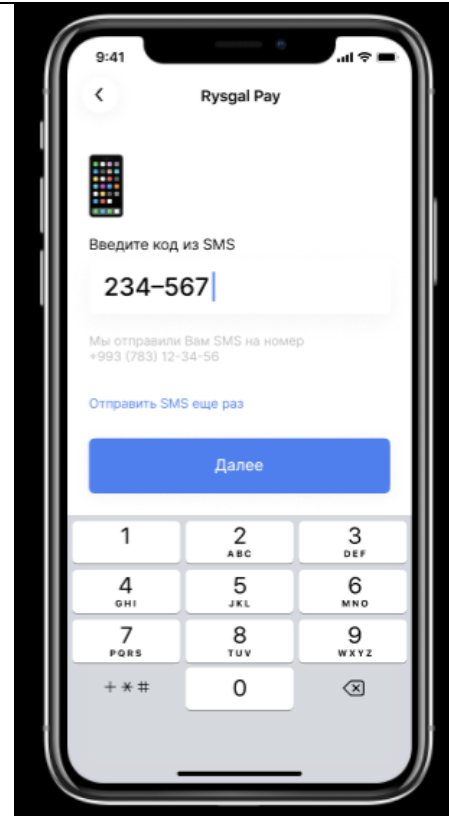 9:41
Rysgal Pay
Введите код из SMS
234–567
Мы отправили Вам SMS на номер
+993 (783) 12-34-56
Отправить SMS еще раз
Далее
1 2 3
ABC DEF
4 5 6
GHI JKL MNO
7 8 9
PQRS TUV WXYZ
+ * # 0